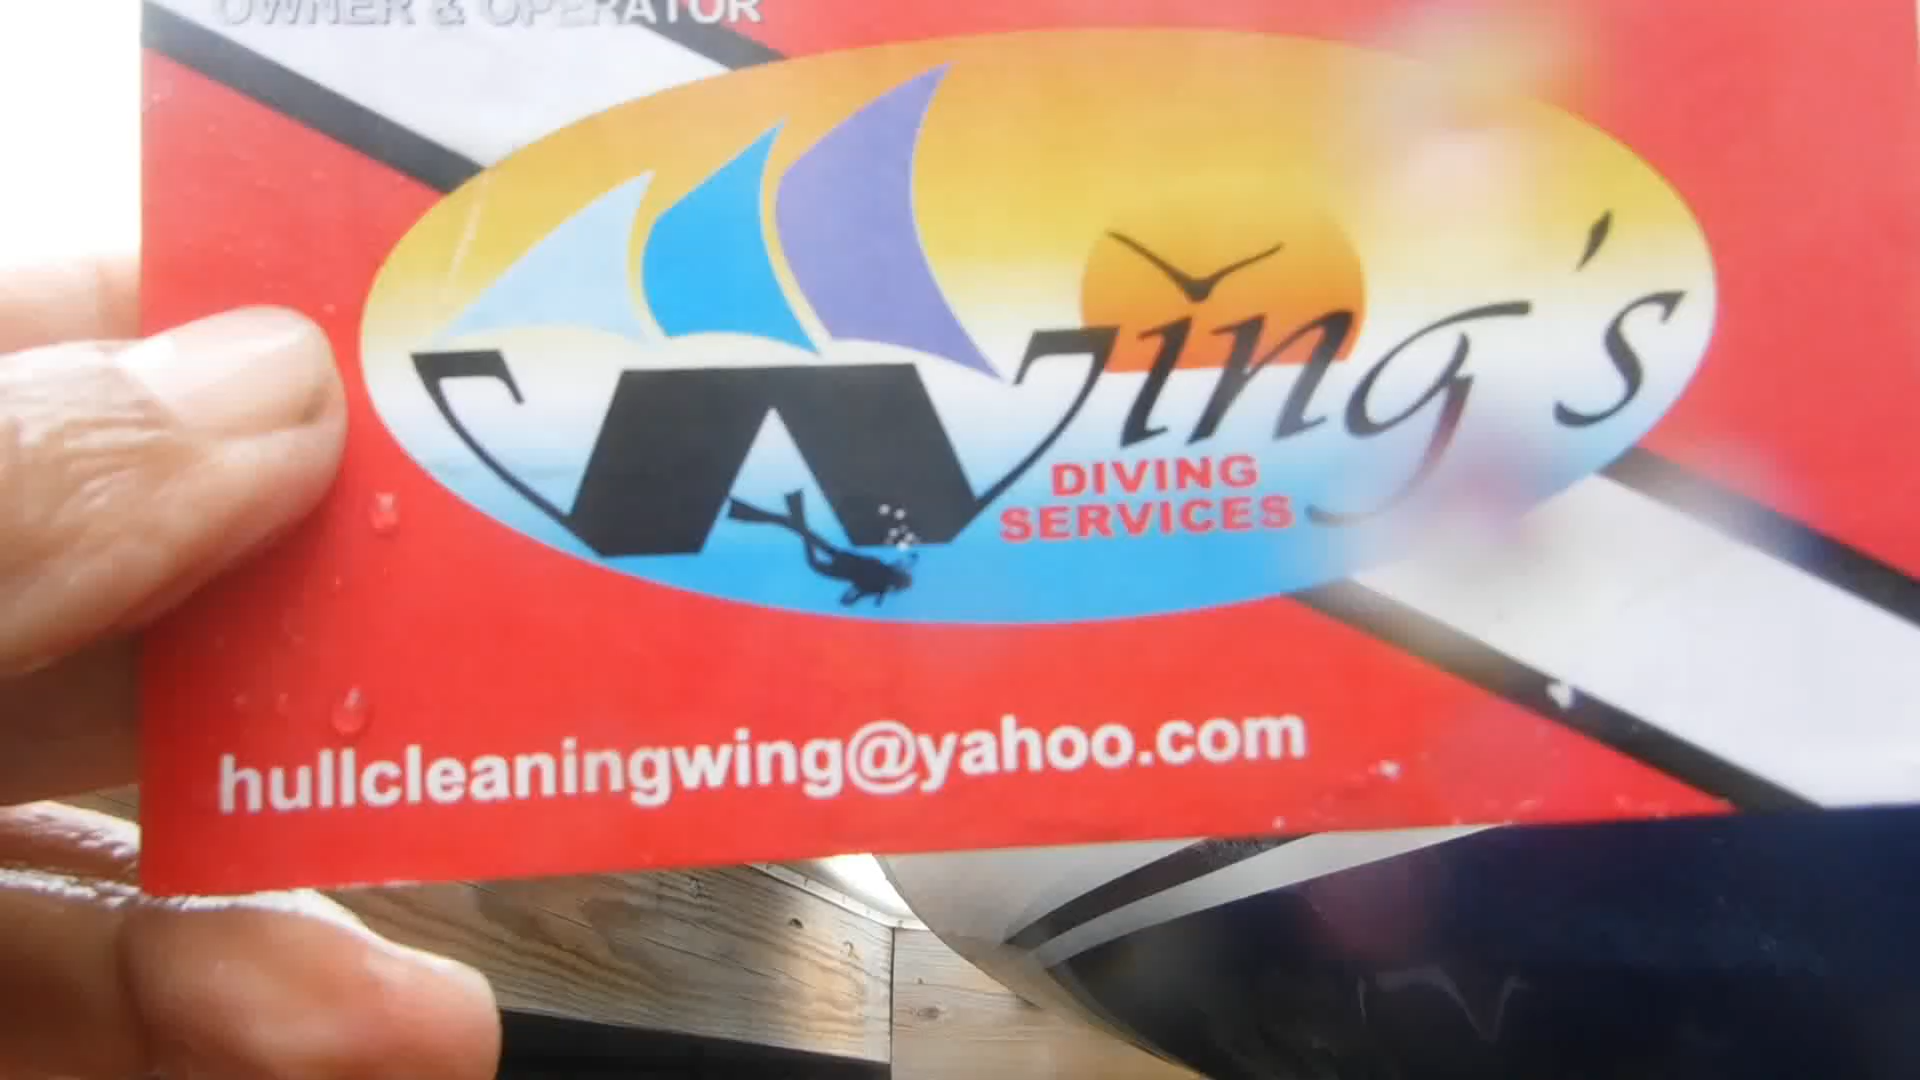 OWNER & OPERATOR
Wing's
DIVING
SERVICES
hullcleaningwing@yahoo.com